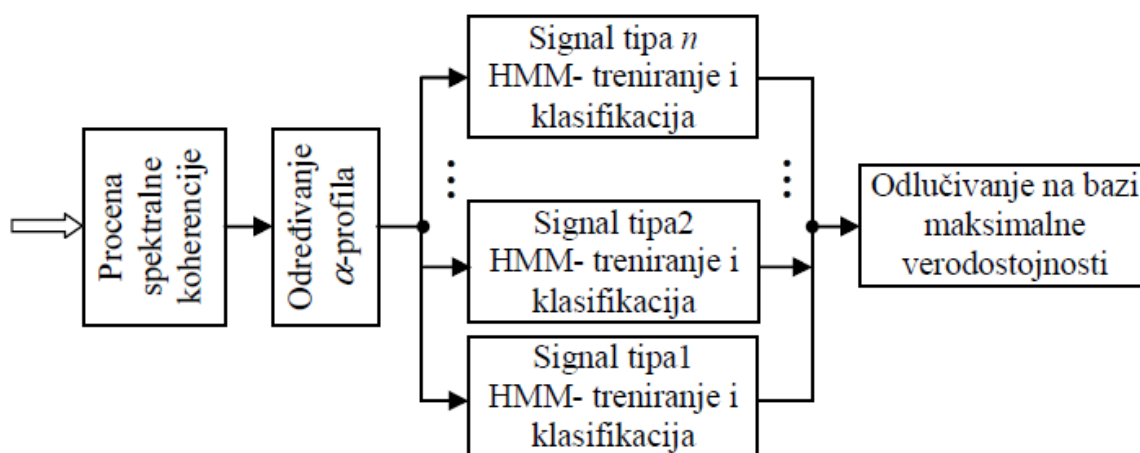 Procena
spektralne
koherencije
Određivanje
α-profila
Signal tipa n
HMM- treniranje i
klasifikacija
Signal tipa2
HMM- treniranje i
klasifikacija
Signal tipa1
HMM- treniranje i
klasifikacija
Odlučivanje na bazi
maksimalne
verodostojnosti